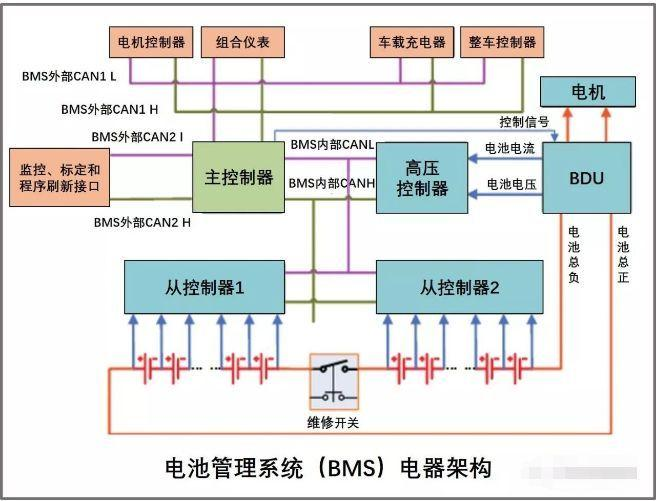 电机控制器
组合仪表
车载充电器
整车控制器
BMS外部CAN1 L
电机
BMS外部CAN1 H
控制信号
BMS外部CAN2 l
BMS内部CANL
电池电流
监控、标定和
程序刷新接口
主控制器
高压
控制器
BDU
BMS内部CANH
电池电压
BMS外部CAN2 H
电池总负
电池总正
从控制器1
从控制器2
维修开关
电池管理系统（BMS）电器架构